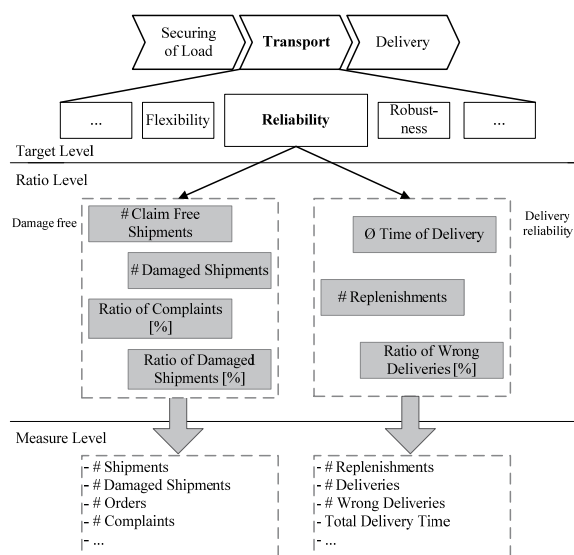 Securing
of Load
Transport
Delivery
...
Flexibility
Reliability
Robust-
ness
...
Target Level
Ratio Level
Damage free
# Claim Free
Shipments
# Damaged Shipments
Ratio of Complaints
[%]
Ratio of Damaged
Shipments [%]
Ø Time of Delivery
# Replenishments
Ratio of Wrong
Deliveries [%]
Delivery
reliability
Measure Level
- # Shipments
- # Damaged Shipments
- # Orders
- # Complaints
- ...
- # Replenishments
- # Deliveries
- # Wrong Deliveries
- Total Delivery Time
- ...